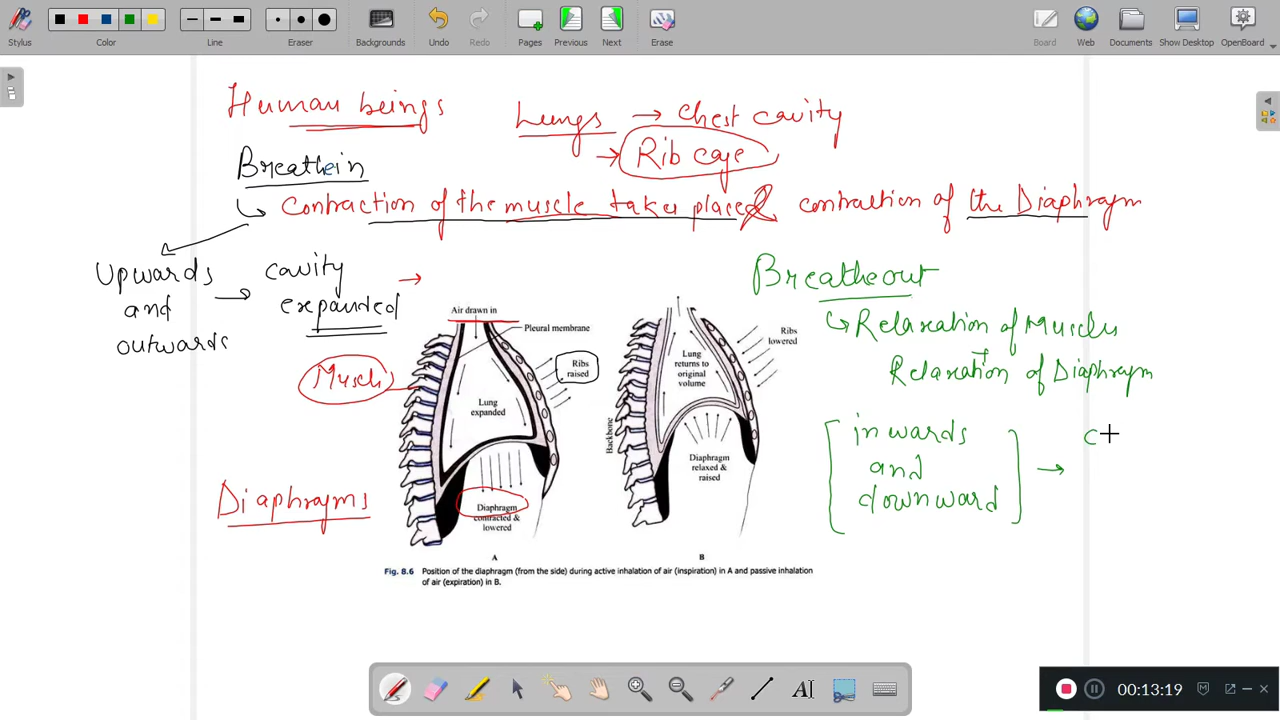 Stylus
Color
Line
Eraser
Backgrounds
Undo
Redo
Pages
Previous
Next
Erase
Board
Web
Documents
Show Desktop
OpenBoard
Human beings
Lungs → Chest cavity
→ Rib cage
Breathein
contraction of the muscle takes place & contraction of the Diaphragm
Upwards
and
outwards
→ cavity
expanded →
Breatheout
Relaxation of Muscles
+
Relaxation of Diaphragm
inwards
and
downward
→ c
Muscles
Diaphragms
Air drawn in
Pleural membrane
Ribs
raised
Lung
expanded
Diaphragm
contracted &
lowered
A
Ribs
lowered
Lung
returns to
original
volume
Backbone
Diaphragm
relaxed &
raised
B
Fig. 8.6 Position of the diaphragm (from the side) during active inhalation of air (inspiration) in A and passive inhalation
of air (expiration) in B.
00:13:19